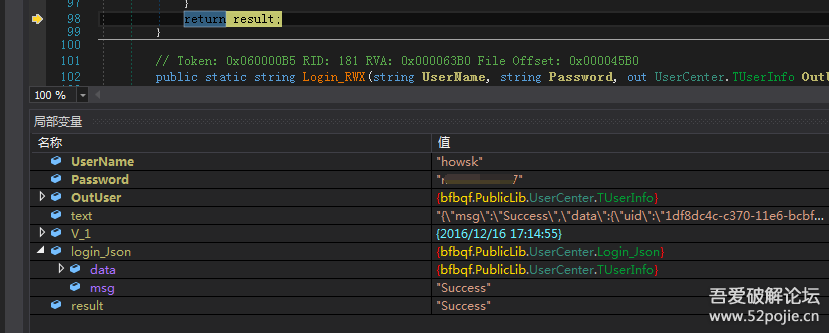 97 }
98 return result;
99 }
100
101 // Token: 0x060000B5 RID: 181 RVA: 0x000063B0 File Offset: 0x000045B0
102 public static string Login_RWX(string UserName, string Password, out UserCenter.TUserInfo OutU
100 %
局部变量
名称 值
UserName "howsk"
Password
OutUser {bfbqf.PublicLib.UserCenter.TUserInfo}
text "{\"msg\":\"Success\",\"data\":{\"uid\":\"1df8dc4c-c370-11e6-bcbf...
V_1 {2016/12/16 17:14:55}
login_Json {bfbqf.PublicLib.UserCenter.Login_Json}
data {bfbqf.PublicLib.UserCenter.TUserInfo}
msg "Success"
result "Success"
吾爱破解论坛
www.52pojie.cn